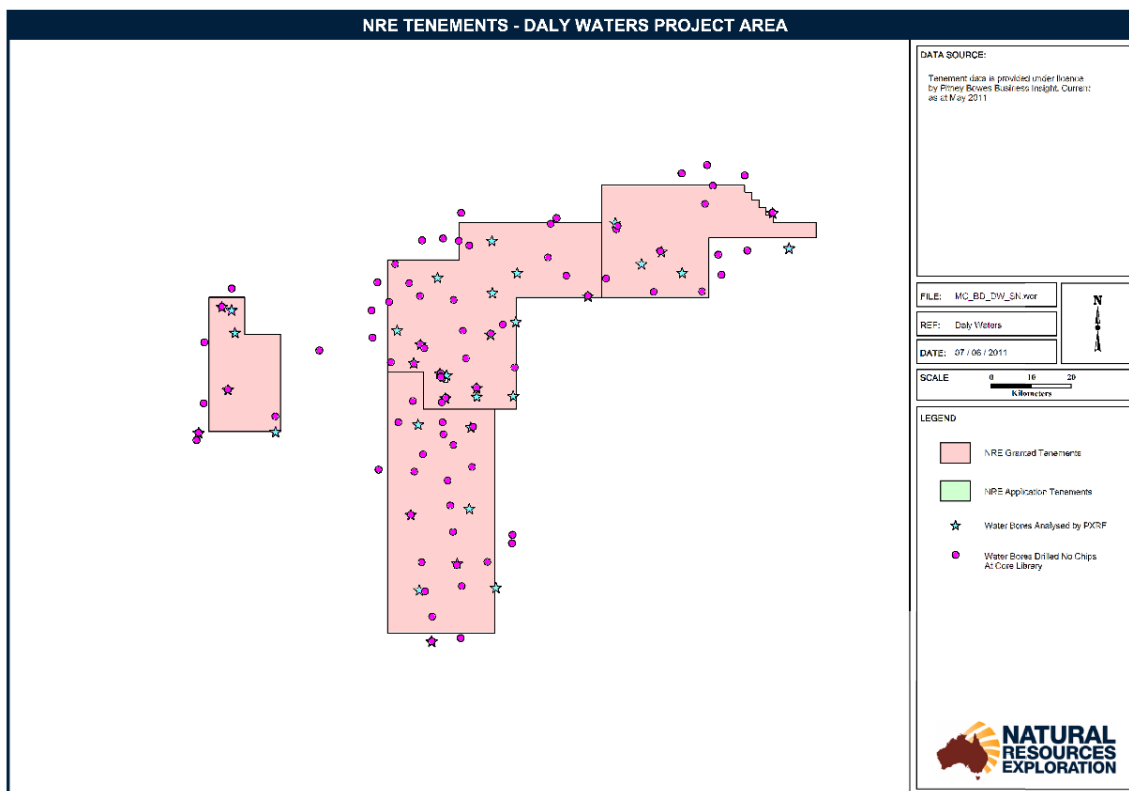 NRE TENEMENTS - DALY WATERS PROJECT AREA
DATA SOURCE:
Tenement data is provided under licence
by Pitney Bowes Business Insight. Current
as at May 2011
FILE: MC_BD_DW_SN.wor
N
REF: Daly Waters
DATE: 07 / 06 / 2011
SCALE
0 10 20
Kilometers
LEGEND
NRE Granted Tenements
NRE Application Tenements
Water Bores Analysed by PXRF
Water Bores Drilled No Chips
At Core Library
NATURAL
RESOURCES
EXPLORATION